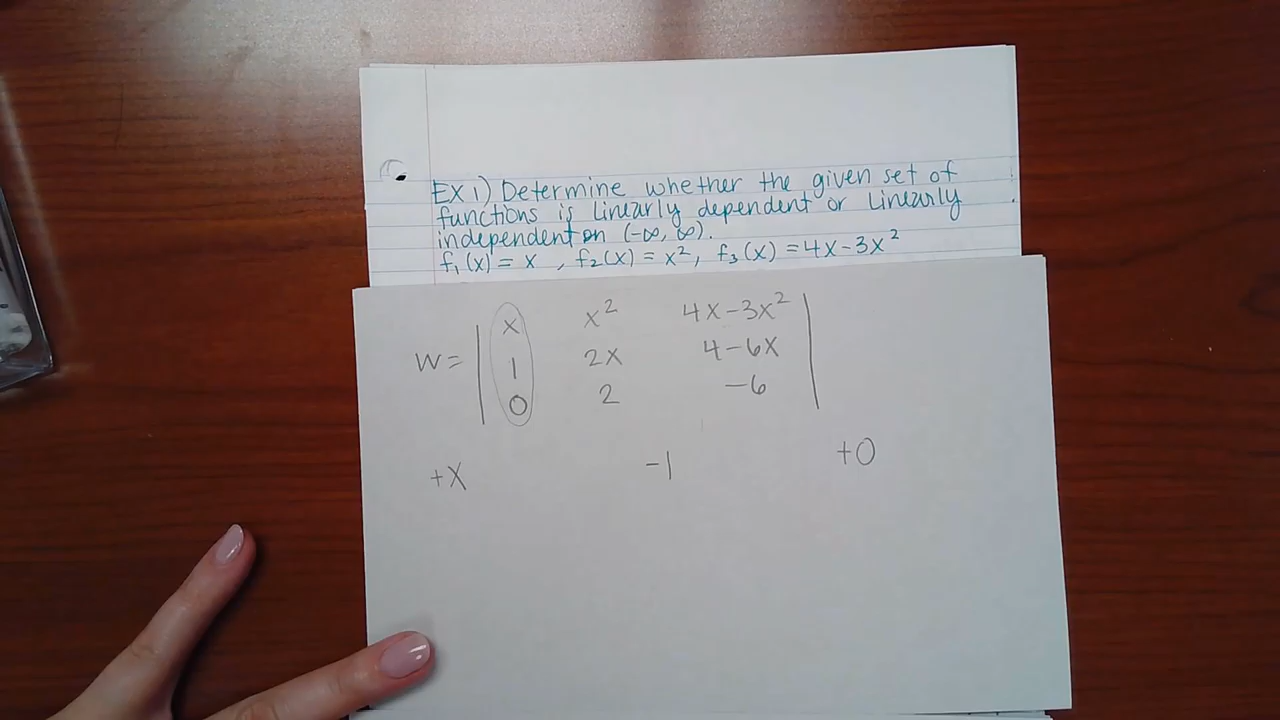 EX 1) Determine whether the given set of
functions is linearly dependent or linearly
independent on (-∞, ∞).
f₁(x) = x , f₂(x) = x², f₃(x) = 4x-3x²
W = | x x² 4x-3x² |
1 2x 4-6x
0 2 -6
+x -1 +0